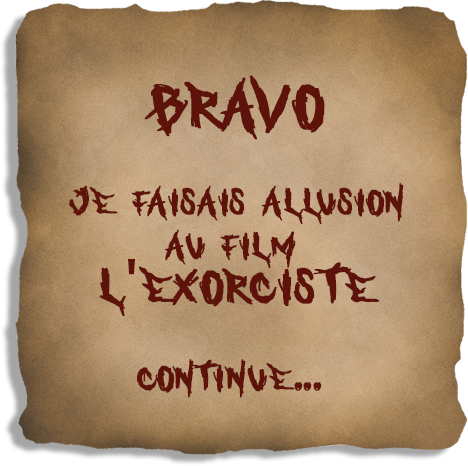 BRAVO
JE FAISAIS ALLUSION
AU FILM
L'EXORCISTE
CONTINUE...